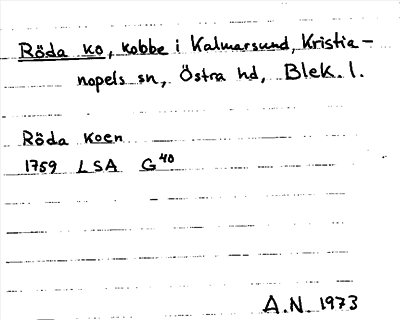 Röda ko, kobbe i Kalmarsund, Kristia-
nopels sn, Östra hd, Blek. l.
Röda koen
1759 LSA G40
A.N. 1973